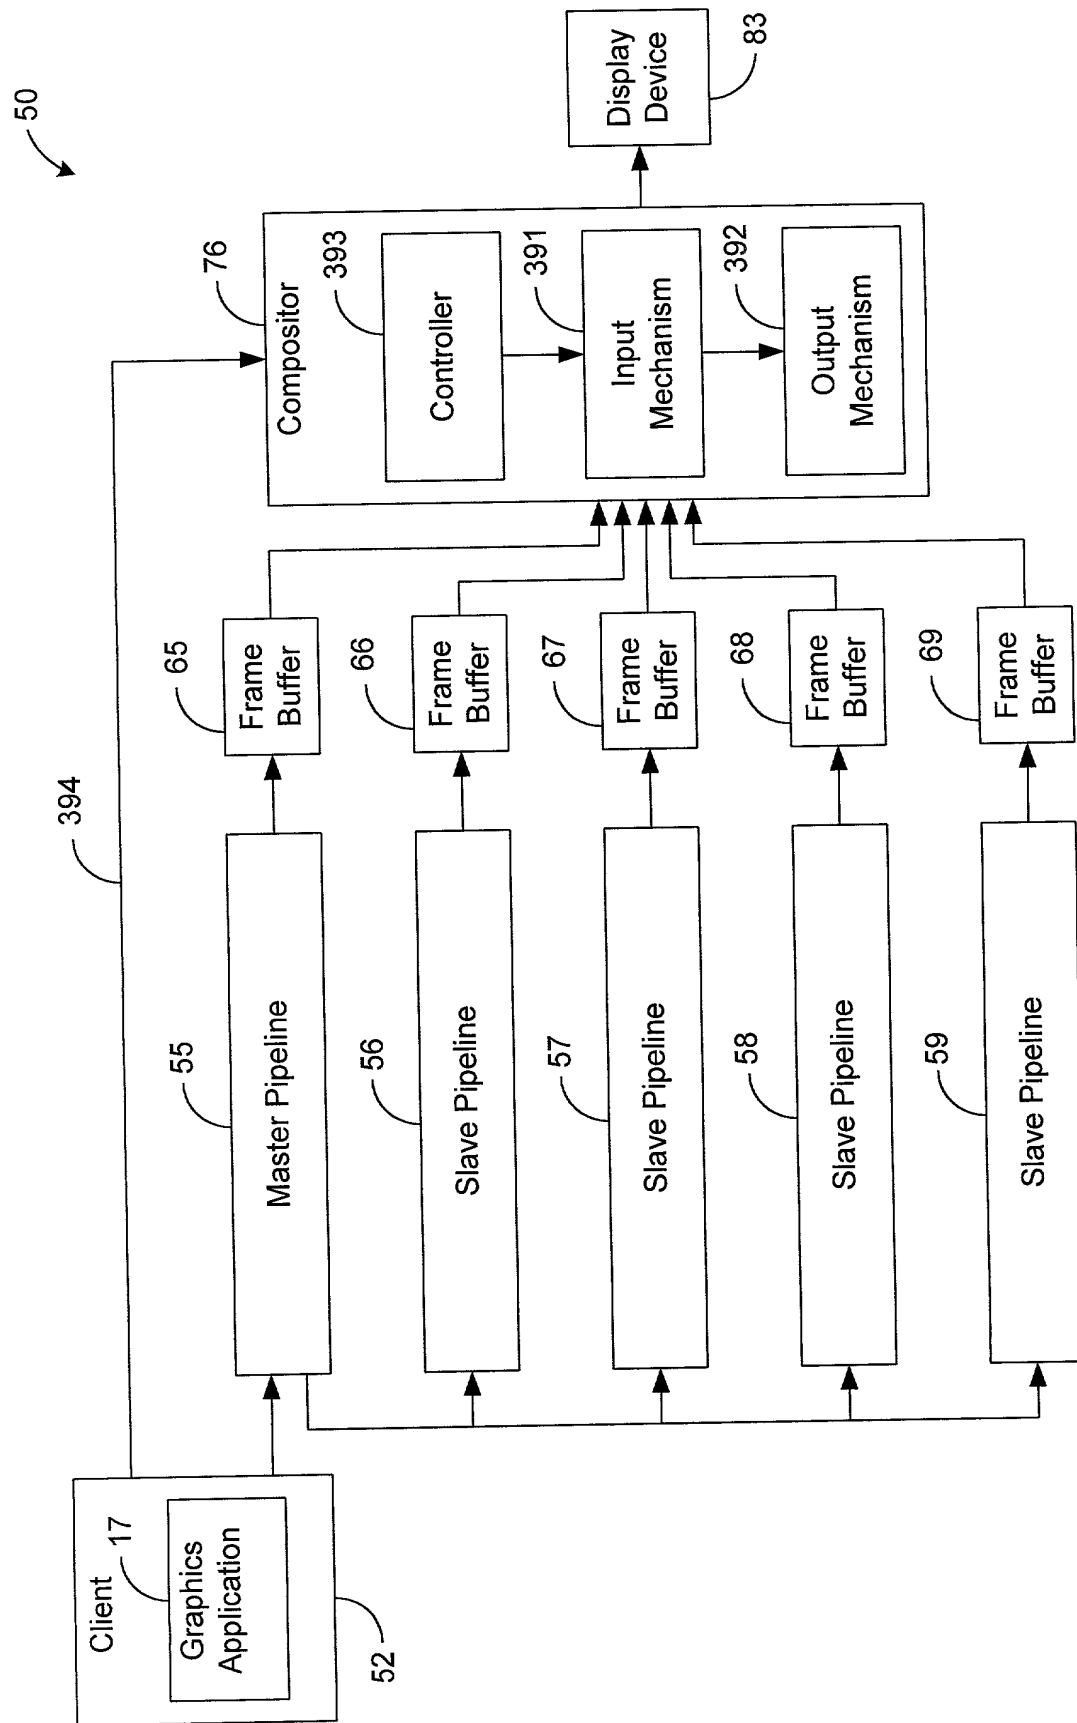 50
Client
17
Graphics
Application
52
394
55
Master Pipeline
65
Frame
Buffer
56
Slave Pipeline
66
Frame
Buffer
57
Slave Pipeline
67
Frame
Buffer
58
Slave Pipeline
68
Frame
Buffer
59
Slave Pipeline
69
Frame
Buffer
76
Compositor
393
Controller
391
Input
Mechanism
392
Output
Mechanism
Display
Device
83